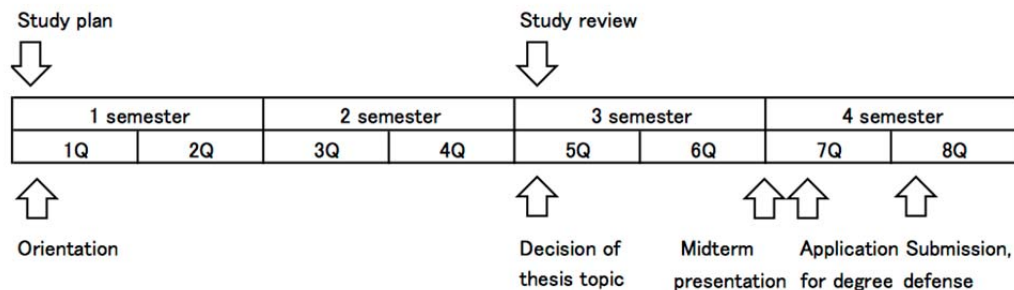 Study plan Study review
1 semester 2 semester 3 semester 4 semester
1Q 2Q 3Q 4Q 5Q 6Q 7Q 8Q
Orientation Decision of Midterm Application Submission,
thesis topic presentation for degree defense